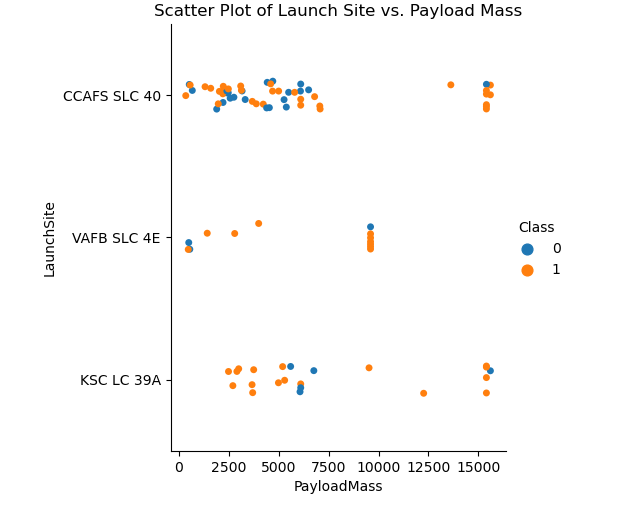 Scatter Plot of Launch Site vs. Payload Mass
CCAFS SLC 40
VAFB SLC 4E
KSC LC 39A
LaunchSite
0 2500 5000 7500 10000 12500 15000
PayloadMass
Class
0
1